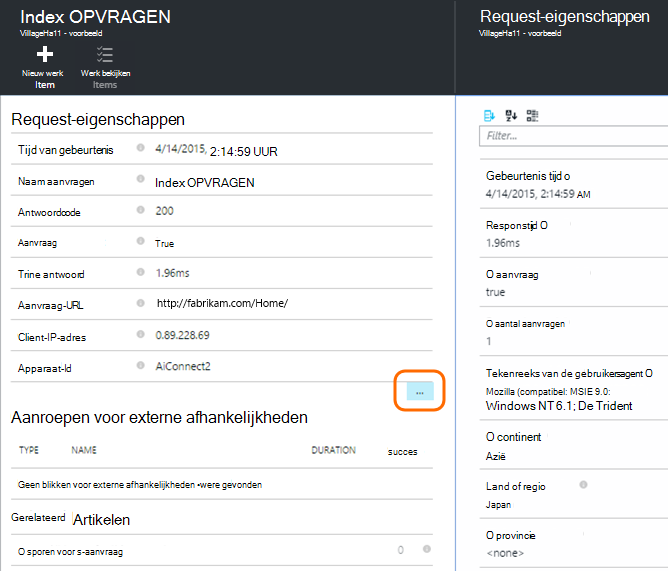 Index OPVRAGEN
VillageHa11 - voorbeeld
Nieuw werk
Item
Werk bekijken
Items
Request-eigenschappen
Tijd van gebeurtenis 4/14/2015, 2:14:59 UUR
Naam aanvragen Index OPVRAGEN
Antwoordcode 200
Aanvraag True
Trine antwoord 1.96ms
Aanvraag-URL http://fabrikam.com/Home/
Client-IP-adres 0.89.228.69
Apparaat-Id AiConnect2
...
Aanroepen voor externe afhankelijkheden
TYPE NAME DURATION succes
Geen blikken voor externe afhankelijkheden •were gevonden
Gerelateerd Artikelen
O sporen voor s-aanvraag 0
Request-eigenschappen
VillageHa11 - voorbeeld
Filter...
Gebeurtenis tijd o
4/14/2015, 2:14:59 AM
Responstijd O
1.96ms
O aanvraag
true
O aantal aanvragen
1
Tekenreeks van de gebruikersagent O
Mozilla (compatibel: MSIE 9.0:
Windows NT 6.1; De Trident
O continent
Azië
Land of regio
Japan
O provincie
<none>